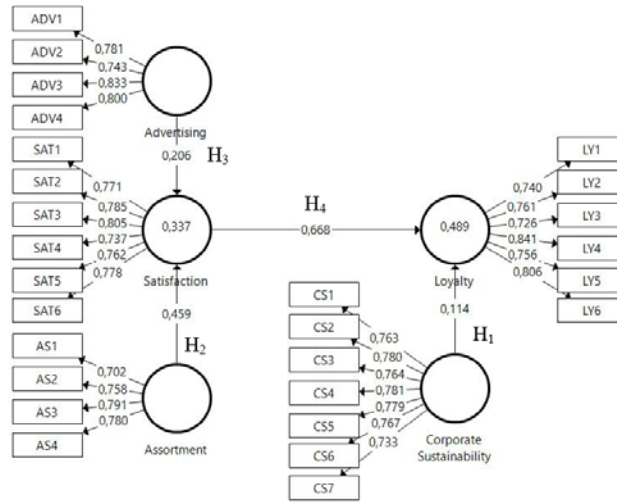 ADV1
ADV2
ADV3
ADV4
0,781
0,743
0,833
0,800
Advertising
0,206
H3
SAT1
SAT2
SAT3
SAT4
SAT5
SAT6
0,771
0,785
0,805
0,737
0,762
0,778
0,337
Satisfaction
H4
0,668
0,489
Loyalty
0,740
0,761
0,726
0,841
0,756
0,806
LY1
LY2
LY3
LY4
LY5
LY6
0,459
H2
AS1
AS2
AS3
AS4
0,702
0,758
0,791
0,780
Assortment
0,114
H1
CS1
CS2
CS3
CS4
CS5
CS6
CS7
0,763
0,780
0,764
0,781
0,779
0,767
0,733
Corporate
Sustainability